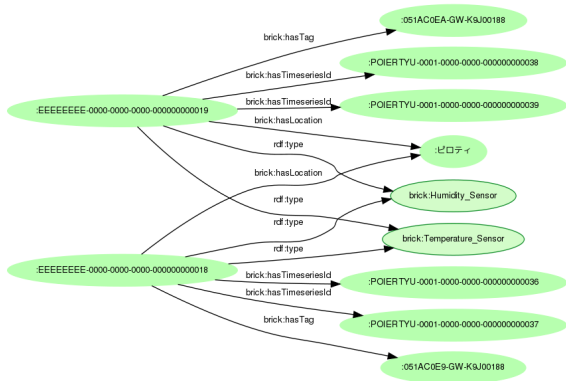 :051AC0EA-GW-K9J00188
brick:hasTag
:POIERTYU-0001-0000-0000-000000000038
brick:hasTimeseriesId
:EEEEEEEE-0000-0000-0000-000000000019
brick:hasTimeseriesId
:POIERTYU-0001-0000-0000-000000000039
brick:hasLocation
rdf:type
:ピロティ
brick:hasLocation
brick:Humidity_Sensor
rdf:type
rdf:type
brick:Temperature_Sensor
rdf:type
:EEEEEEEE-0000-0000-0000-000000000018
brick:hasTimeseriesId
:POIERTYU-0001-0000-0000-000000000036
brick:hasTimeseriesId
brick:hasTag
:POIERTYU-0001-0000-0000-000000000037
:051AC0E9-GW-K9J00188